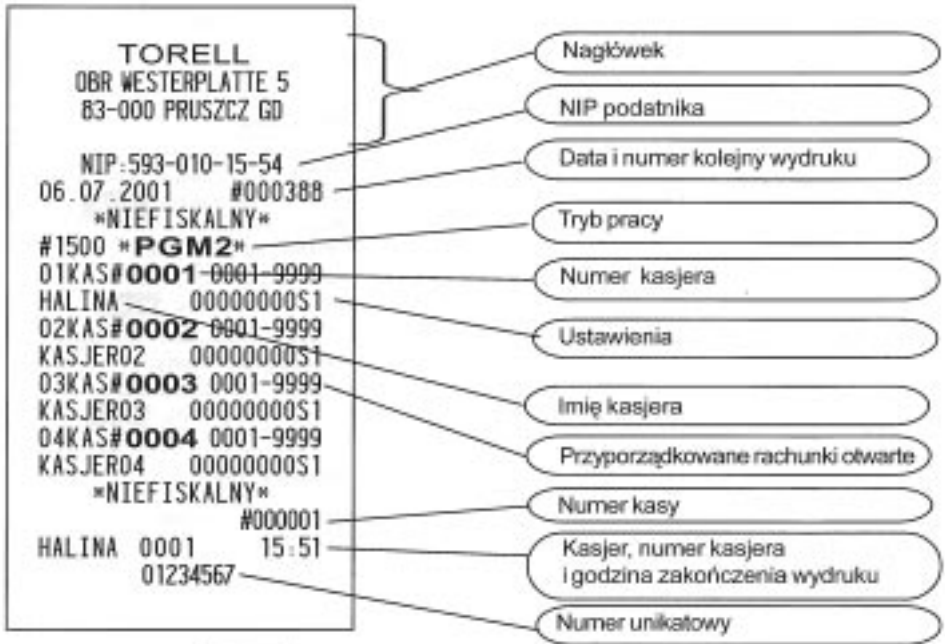 TORELL
OBR WESTERPLATTE 5
83-000 PRUSZCZ GD
NIP:593-010-15-54
06.07.2001 #000388
*NIEFISKALNY*
#1500 *PGM2*
01KAS#0001 0001-9999
HALINA 00000000S1
02KAS#0002 0001-9999
KASJER02 00000000S1
03KAS#0003 0001-9999
KASJER03 00000000S1
04KAS#0004 0001-9999
KASJER04 00000000S1
*NIEFISKALNY*
#000001
HALINA 0001 15:51
01234567
Nagłówek
NIP podatnika
Data i numer kolejny wydruku
Tryb pracy
Numer kasjera
Ustawienia
Imię kasjera
Przyporządkowane rachunki otwarte
Numer kasy
Kasjer, numer kasjera
i godzina zakończenia wydruku
Numer unikatowy